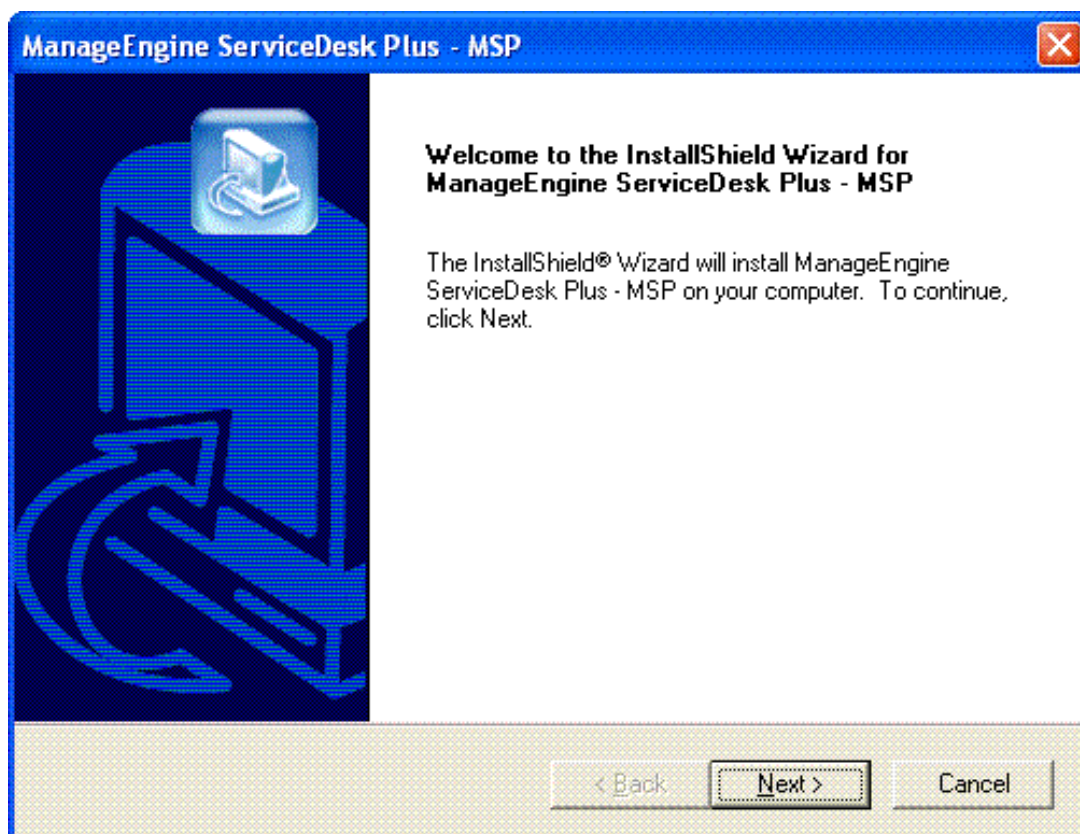 ManageEngine ServiceDesk Plus - MSP
Welcome to the InstallShield Wizard for
ManageEngine ServiceDesk Plus - MSP
The InstallShield® Wizard will install ManageEngine
ServiceDesk Plus - MSP on your computer.  To continue,
click Next.
< Back
Next >
Cancel